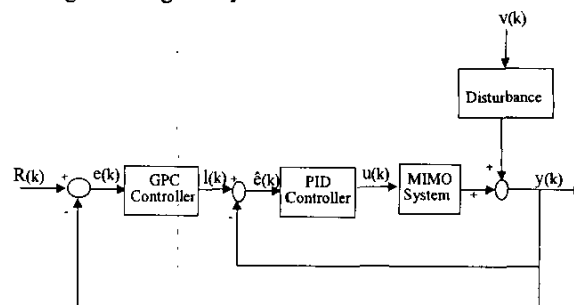 v(k)
Disturbance
R(k)
+
-
e(k)
GPC
Controller
l(k)
+
-
ê(k)
PID
Controller
u(k)
MIMO
System
+
+
y(k)